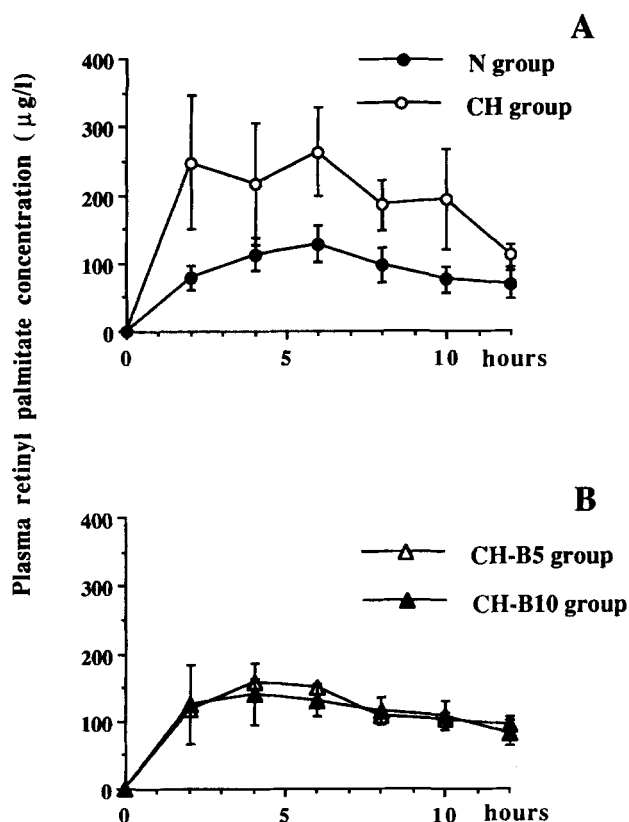 A
Plasma retinyl palmitate concentration ( µg/l)
400
300
200
100
0
N group
CH group
0 5 10 hours
B
400
300
200
100
0
CH-B5 group
CH-B10 group
0 5 10 hours